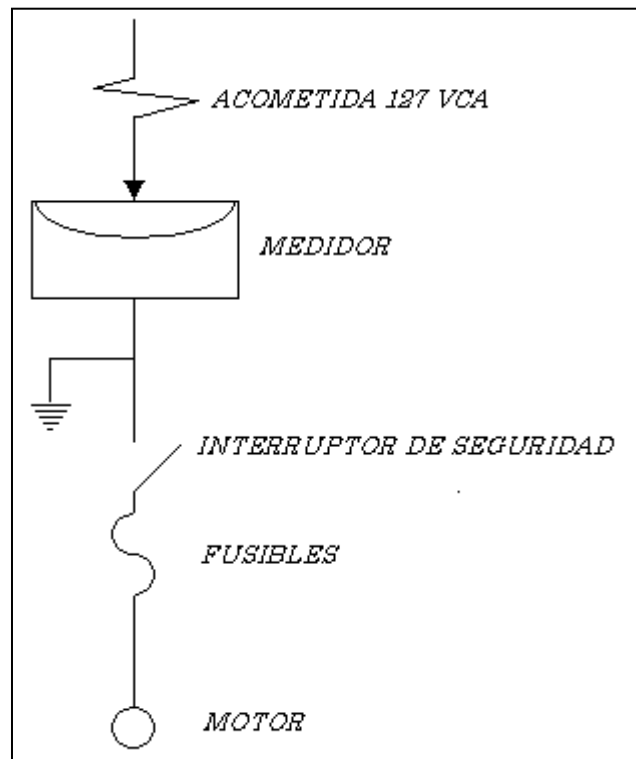 ACOMETIDA 127 VCA
MEDIDOR
INTERRUPTOR DE SEGURIDAD
FUSIBLES
MOTOR